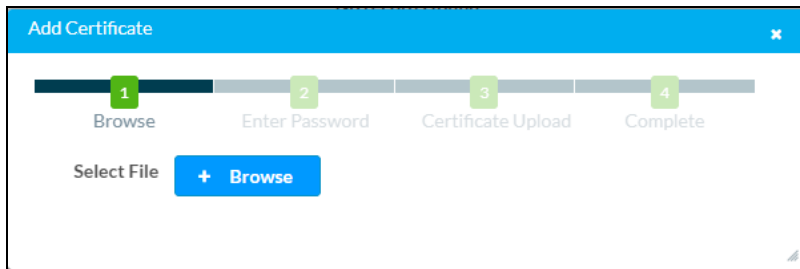 Add Certificate
1 2 3 4
Browse Enter Password Certificate Upload Complete
Select File + Browse